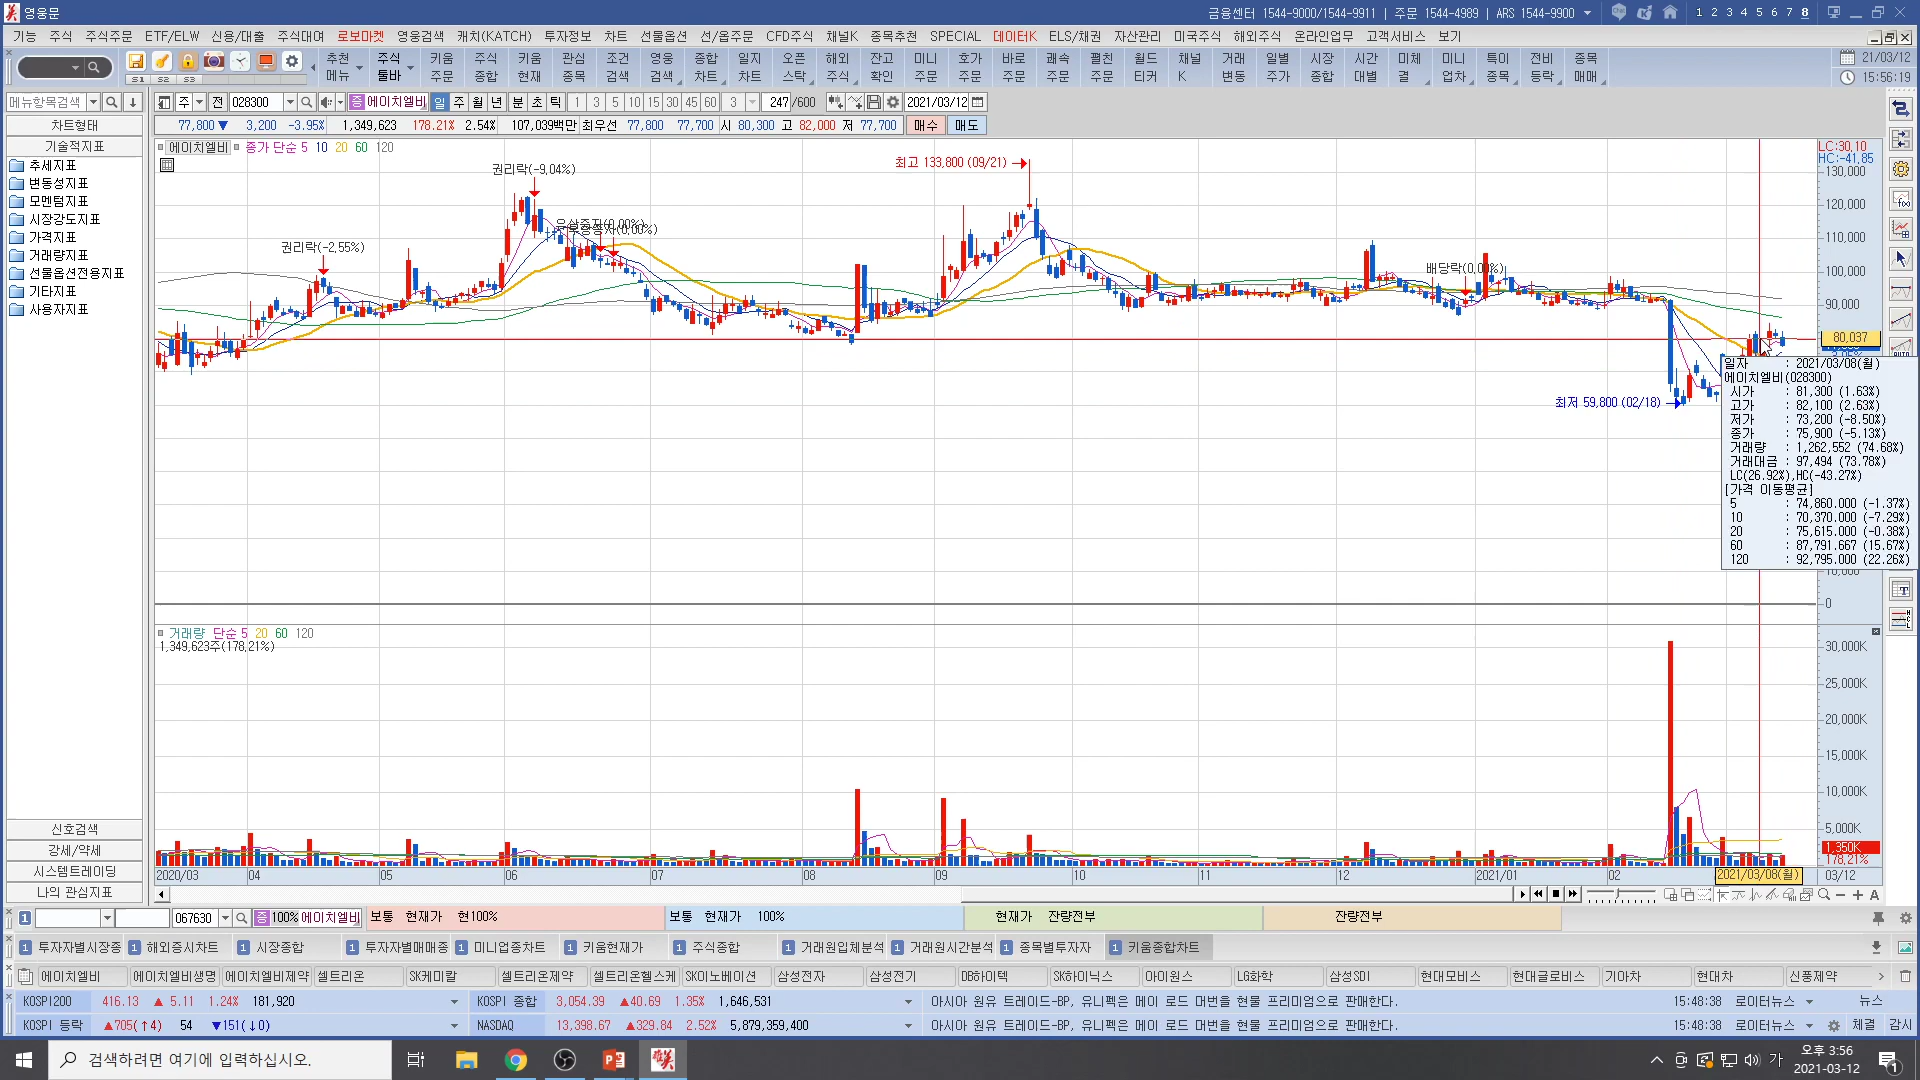 영웅문
금융센터 1544-9000/1544-9911 | 주문 1544-4989 | ARS 1544-9900
1 2 3 4 5 6 7 8
기능 주식 주식주문 ETF/ELW 신용/대출 주식대여 로보마켓 영웅검색 캐치(KATCH) 투자정보 차트 선물옵션 선/옵주문 CFD주식 채널K 종목추천 SPECIAL 데이터K ELS/채권 자산관리 미국주식 해외주식 온라인업무 고객서비스 보기
S1 S2 S3
추천 주식 키움 주식 키움 관심 조건 영웅 종합 일지 오픈 해외 잔고 미니 호가 바로 쾌속 펼친 월드 채널 거래 일별 시장 시간 미체 미니 특이 전비 종목
메뉴 툴바 주문 종합 현재 종목 검색 검색 차트 차트 스탁 주식 확인 주문 주문 주문 주문 주문 티커 K 변동 주가 종합 대별 결 업차 종목 등락 매매
21/03/12
15:56:19
메뉴항목검색
주 전 028300 증 에이치엘비 일 주 월 년 분 초 틱 1 3 5 10 15 30 45 60 3 247 /600 2021/03/12
77,800 ▼ 3,200 -3.95% 1,349,623 178.21% 2.54% 107,039백만 최우선 77,800 77,700 시 80,300 고 82,000 저 77,700 매수 매도
차트형태
기술적지표
추세지표
변동성지표
모멘텀지표
시장강도지표
가격지표
거래량지표
선물옵션전용지표
기타지표
사용자지표
신호검색
강세/약세
시스템트레이딩
나의 관심지표
에이치엘비 종가 단순 5 10 20 60 120
권리락(-2,55%)
권리락(-9,04%)
최고 133,800 (09/21)
배당락(0,00%)
최저 59,800 (02/18)
LC:30,10
HC:-41,85
130,000
120,000
110,000
100,000
90,000
80,037
일자 : 2021/03/08(월)
에이치엘비(028300)
시가 : 81,300 (1.63%)
고가 : 82,100 (2.63%)
저가 : 73,200 (-8.50%)
종가 : 75,900 (-5.13%)
거래량 : 1,262,552 (74.68%)
거래대금 : 97,494 (73.78%)
LC(26.92%),HC(-43.27%)
[가격 이동평균]
5 : 74,860.000 (-1.37%)
10 : 70,370.000 (-7.29%)
20 : 75,615.000 (-0.38%)
60 : 87,791.667 (15.67%)
120 : 92,795.000 (22.26%)
10,000
0
거래량 단순 5 20 60 120
1,349,623주(178,21%)
30,000K
25,000K
20,000K
15,000K
10,000K
5,000K
1,350K
178,21%
2020/03 04 05 06 07 08 09 10 11 12 2021/01 02 2021/03/08(월) 03/12
1 067630 증 100% 에이치엘비 보통 현재가 현100% 보통 현재가 100% 현재가 잔량전부 잔량전부
1 투자자별시장종 1 해외증시차트 1 시장종합 1 투자자별매매종 1 미니업종차트 1 키움현재가 1 주식종합 1 거래원입체분석 1 거래원시간분석 1 종목별투자자 1 키움종합차트
에이치엘비 에이치엘비생명 에이치엘비제약 셀트리온 SK케미칼 셀트리온제약 셀트리온헬스케 SK이노베이션 삼성전자 삼성전기 DB하이텍 SK하이닉스 아이원스 LG화학 삼성SDI 현대모비스 현대글로비스 기아차 현대차 신풍제약
KOSPI200 416.13 ▲ 5.11 1.24% 181,920 KOSPI 종합 3,054.39 ▲40.69 1.35% 1,646,531 아시아 원유 트레이드-BP, 유니펙은 메이 로드 머번을 현물 프리미엄으로 판매한다. 15:48:38 로이터뉴스 뉴스
KOSPI 등락 ▲705(↑4) 54 ▼151(↓0) NASDAQ 13,398.67 ▲329.84 2.52% 5,879,359,400 아시아 원유 트레이드-BP, 유니펙은 메이 로드 머번을 현물 프리미엄으로 판매한다. 15:48:38 로이터뉴스 체결 감시
검색하려면 여기에 입력하십시오.
가
오후 3:56
2021-03-12